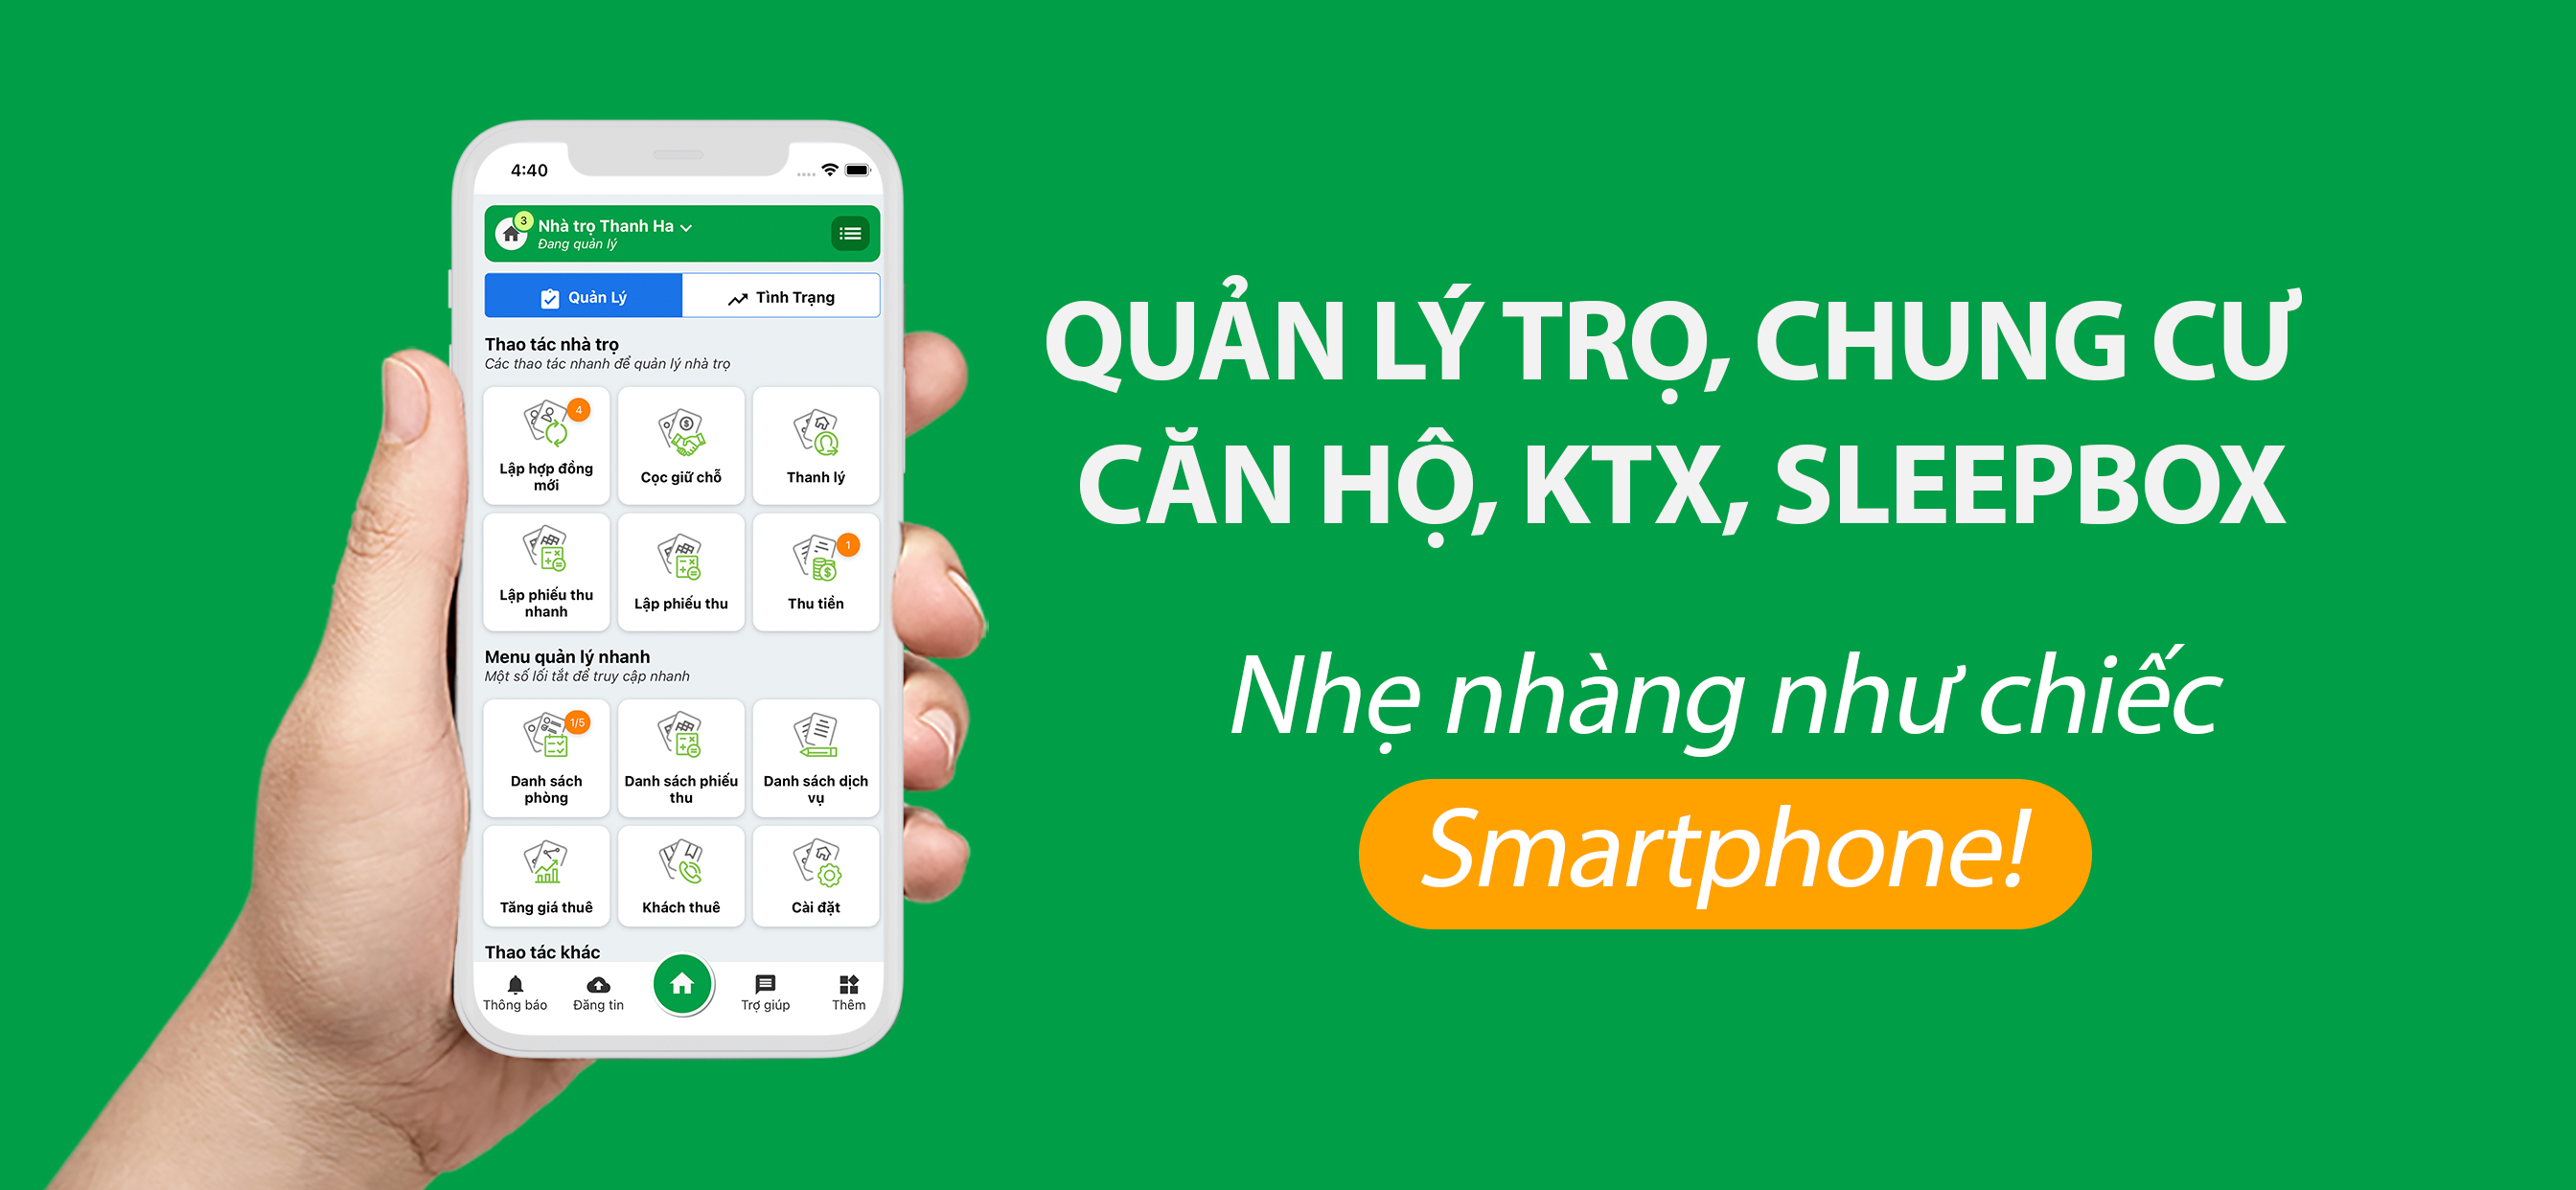 4:40
3
Nhà trọ Thanh Ha
Đang quản lý
Quản Lý
Tình Trạng
Thao tác nhà trọ
Các thao tác nhanh để quản lý nhà trọ
4
Lập hợp đồng
mới
Cọc giữ chỗ
Thanh lý
Lập phiếu thu
nhanh
Lập phiếu thu
1
Thu tiền
Menu quản lý nhanh
Một số lối tắt để truy cập nhanh
1/5
Danh sách
phòng
Danh sách phiếu
thu
Danh sách dịch
vụ
Tăng giá thuê
Khách thuê
Cài đặt
Thao tác khác
Thông báo
Đăng tin
Trợ giúp
Thêm
QUẢN LÝ TRỌ, CHUNG CƯ
CĂN HỘ, KTX, SLEEPBOX
Nhẹ nhàng như chiếc
Smartphone!